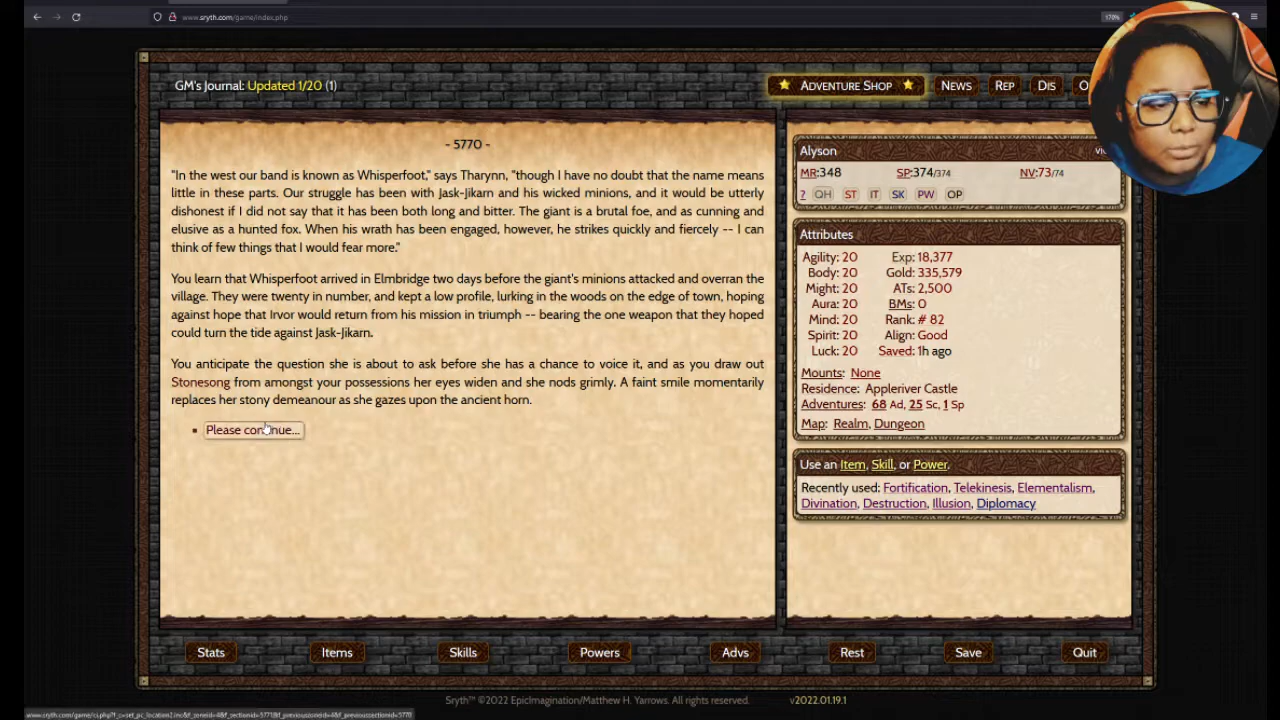 www.sryth.com/game/index.php
170%
GM's Journal: Updated 1/20 (1)
ADVENTURE SHOP
NEWS
REP
DIS
- 5770 -
"In the west our band is known as Whisperfoot," says Tharynn, "though I have no doubt that the name means
little in these parts. Our struggle has been with Jask-Jikarn and his wicked minions, and it would be utterly
dishonest if I did not say that it has been both long and bitter. The giant is a brutal foe, and as cunning and
elusive as a hunted fox. When his wrath has been engaged, however, he strikes quickly and fiercely -- I can
think of few things that I would fear more."
You learn that Whisperfoot arrived in Elmbridge two days before the giant's minions attacked and overran the
village. They were twenty in number, and kept a low profile, lurking in the woods on the edge of town, hoping
against hope that Irvor would return from his mission in triumph -- bearing the one weapon that they hoped
could turn the tide against Jask-Jikarn.
You anticipate the question she is about to ask before she has a chance to voice it, and as you draw out
Stonesong from amongst your possessions her eyes widen and she nods grimly. A faint smile momentarily
replaces her stony demeanour as she gazes upon the ancient horn.
Please continue...
Alyson
MR:348 SP:374/374 NV:73/74
? QH ST IT SK PW OP
Attributes
Agility: 20 Exp: 18,377
Body: 20 Gold: 335,579
Might: 20 ATs: 2,500
Aura: 20 BMs: 0
Mind: 20 Rank: # 82
Spirit: 20 Align: Good
Luck: 20 Saved: 1h ago
Mounts: None
Residence: Appleriver Castle
Adventures: 68 Ad, 25 Sc, 1 Sp
Map: Realm, Dungeon
Use an Item, Skill, or Power.
Recently used: Fortification, Telekinesis, Elementalism,
Divination, Destruction, Illusion, Diplomacy
Stats
Items
Skills
Powers
Advs
Rest
Save
Quit
Sryth™ ©2022 EpicImagination/Matthew H. Yarrows. All rights reserved.
v2022.01.19.1